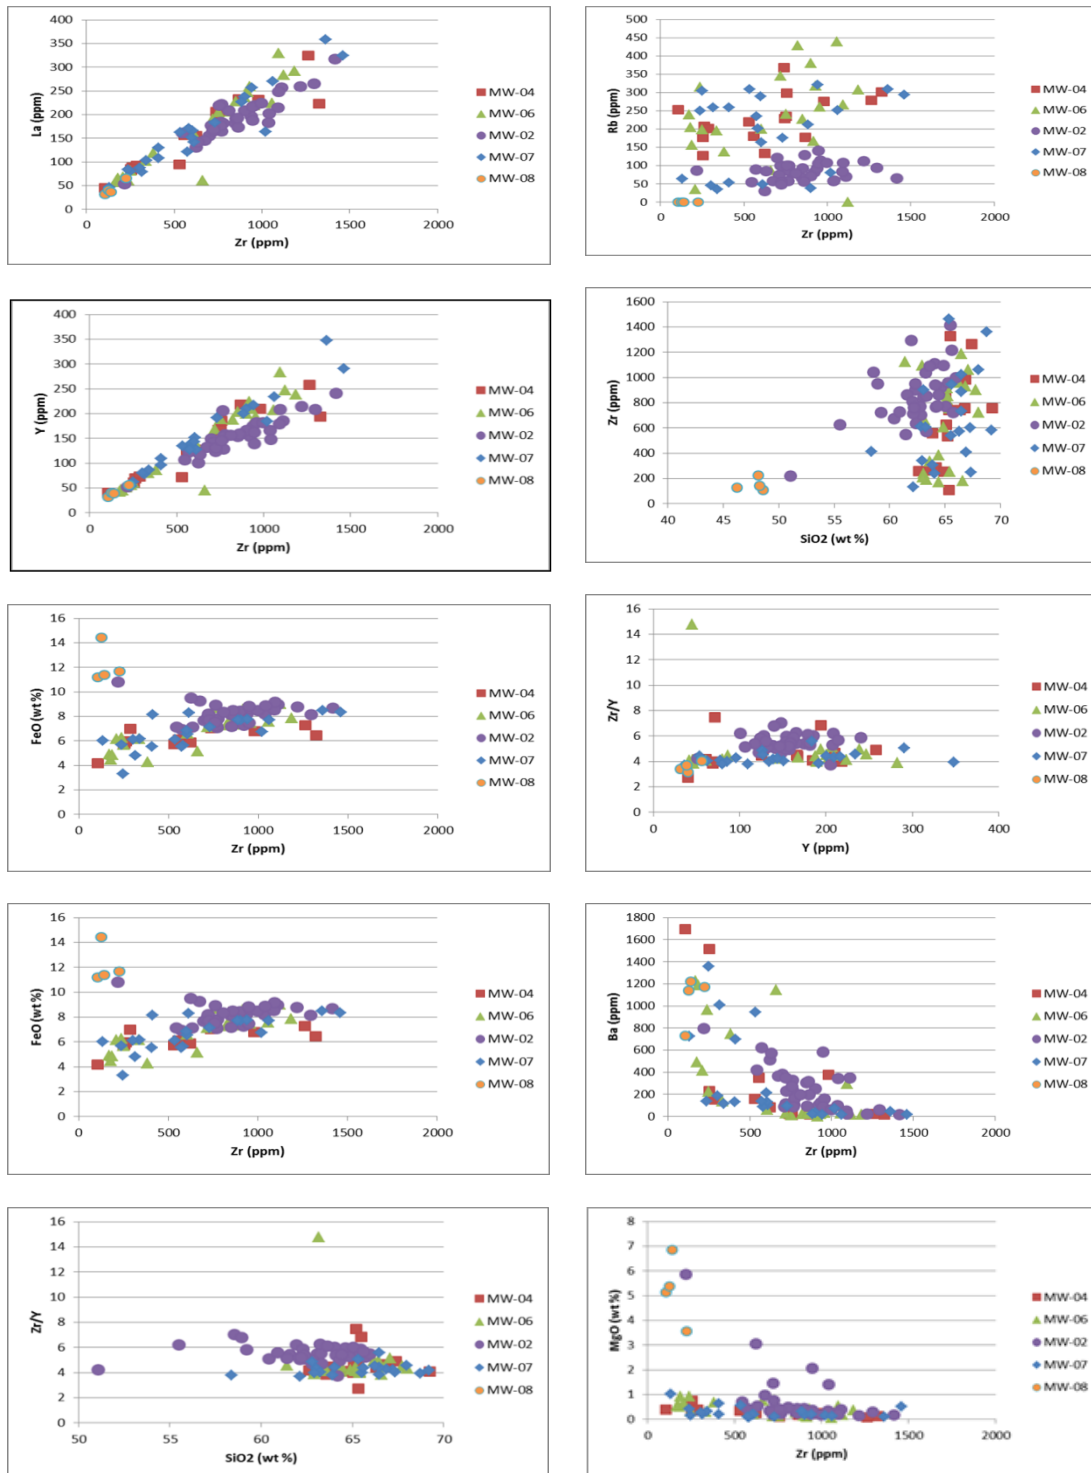 La (ppm)
400
350
300
250
200
150
100
50
0
0 500 1000 1500 2000
Zr (ppm)
MW-04
MW-06
MW-02
MW-07
MW-08
Rb (ppm)
500
450
400
350
300
250
200
150
100
50
0
0 500 1000 1500 2000
Zr (ppm)
MW-04
MW-06
MW-02
MW-07
MW-08
Y (ppm)
400
350
300
250
200
150
100
50
0
0 500 1000 1500 2000
Zr (ppm)
MW-04
MW-06
MW-02
MW-07
MW-08
Zr (ppm)
1600
1400
1200
1000
800
600
400
200
0
40 45 50 55 60 65 70
SiO2 (wt %)
MW-04
MW-06
MW-02
MW-07
MW-08
FeO (wt %)
16
14
12
10
8
6
4
2
0
0 500 1000 1500 2000
Zr (ppm)
MW-04
MW-06
MW-02
MW-07
MW-08
Zr/Y
16
14
12
10
8
6
4
2
0
0 100 200 300 400
Y (ppm)
MW-04
MW-06
MW-02
MW-07
MW-08
FeO (wt %)
16
14
12
10
8
6
4
2
0
0 500 1000 1500 2000
Zr (ppm)
MW-04
MW-06
MW-02
MW-07
MW-08
Ba (ppm)
1800
1600
1400
1200
1000
800
600
400
200
0
0 500 1000 1500 2000
Zr (ppm)
MW-04
MW-06
MW-02
MW-07
MW-08
Zr/Y
16
14
12
10
8
6
4
2
0
50 55 60 65 70
SiO2 (wt %)
MW-04
MW-06
MW-02
MW-07
MW-08
MgO (wt %)
8
7
6
5
4
3
2
1
0
0 500 1000 1500 2000
Zr (ppm)
MW-04
MW-06
MW-02
MW-07
MW-08